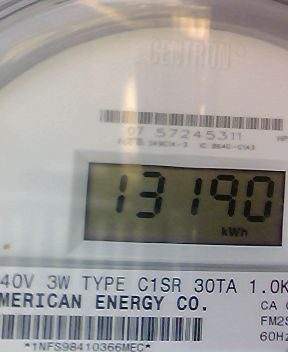 CENTRON
07 57245311
13190
kWh
40V 3W TYPE C1SR 30TA 1.0K
MERICAN ENERGY CO.
CA
FM2S
60Hz
*1NFS98410366MEC*